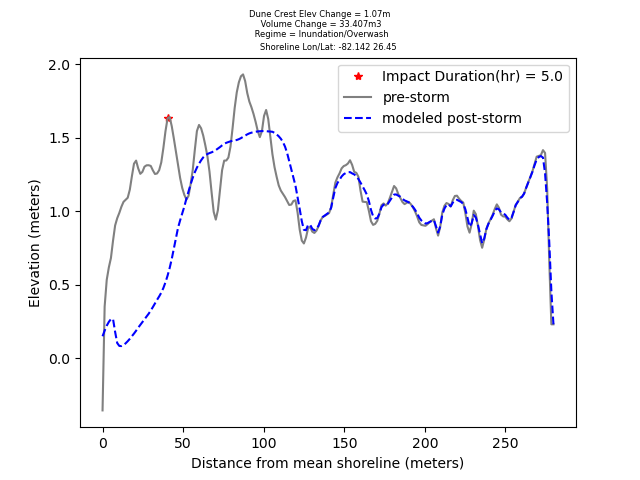 Dune Crest Elev Change = 1.07m
Volume Change = 33.407m3
Regime = Inundation/Overwash
Shoreline Lon/Lat: -82.142 26.45
Impact Duration(hr) = 5.0
pre-storm
modeled post-storm
Elevation (meters)
2.0
1.5
1.0
0.5
0.0
0 50 100 150 200 250
Distance from mean shoreline (meters)